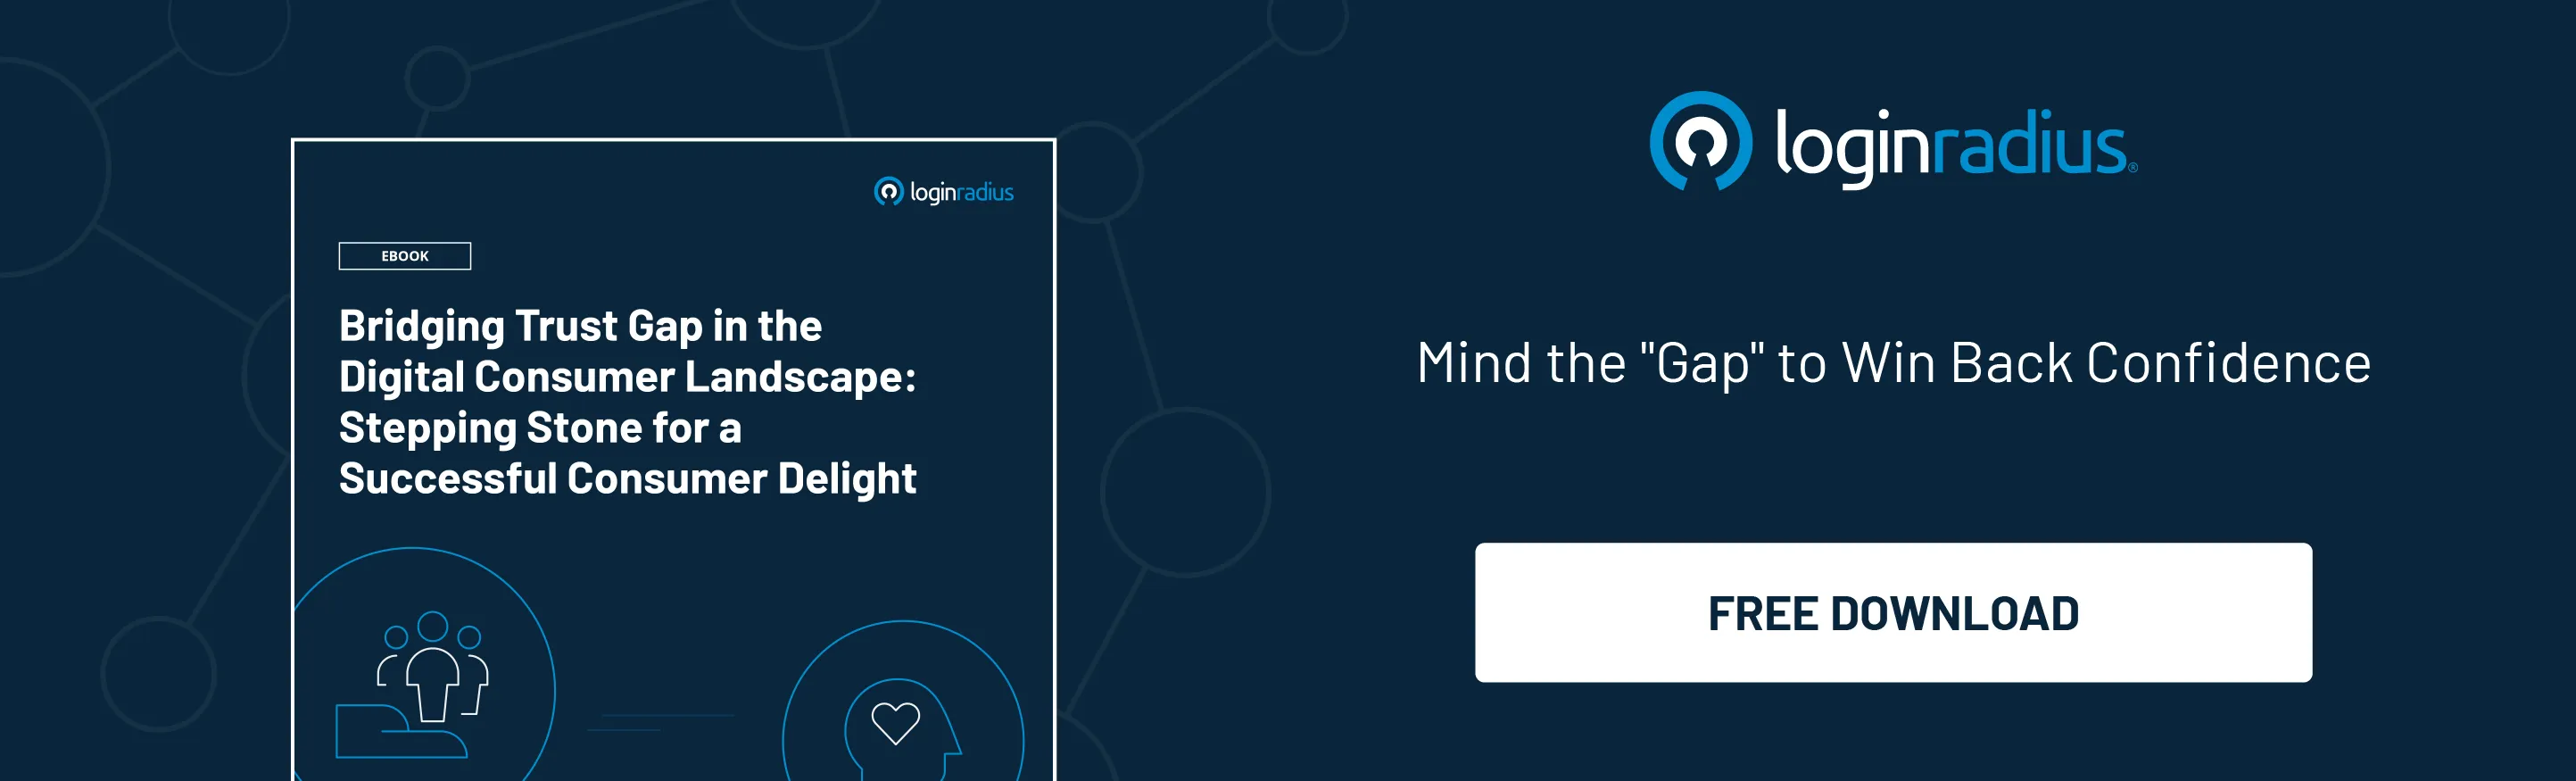 loginradius
EBOOK
Bridging Trust Gap in the
Digital Consumer Landscape:
Stepping Stone for a
Successful Consumer Delight
loginradius®
Mind the "Gap" to Win Back Confidence
FREE DOWNLOAD